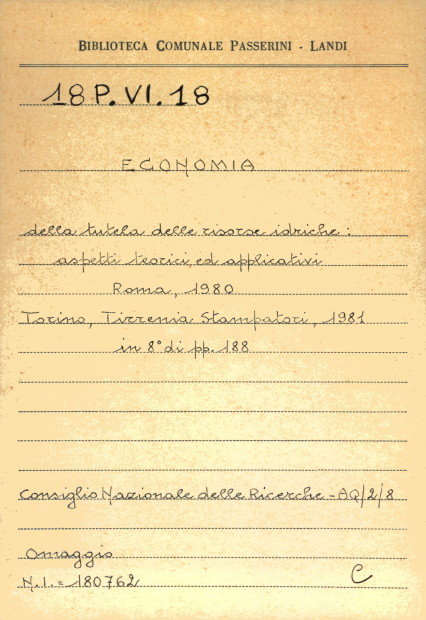 BIBLIOTECA COMUNALE PASSERINI - LANDI
18 P. VI. 18
ECONOMIA
della tutela delle risorse idriche :
aspetti teorici ed applicativi
Roma, 1980
Torino, Tirrenia Stampatori, 1981
in 8° di pp. 188
Consiglio Nazionale delle Ricerche - AQ/2/8
Omaggio
N. I. = 180762
C